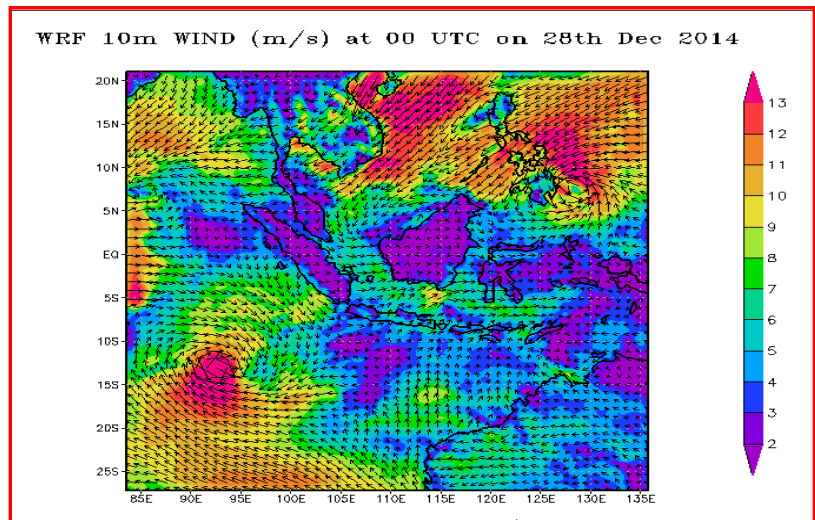 WRF 10m WIND (m/s) at 00 UTC on 28th Dec 2014
20N
15N
10N
5N
EQ
5S
10S
15S
20S
25S
85E 90E 95E 100E 105E 110E 115E 120E 125E 130E 135E
13
12
11
10
9
8
7
6
5
4
3
2